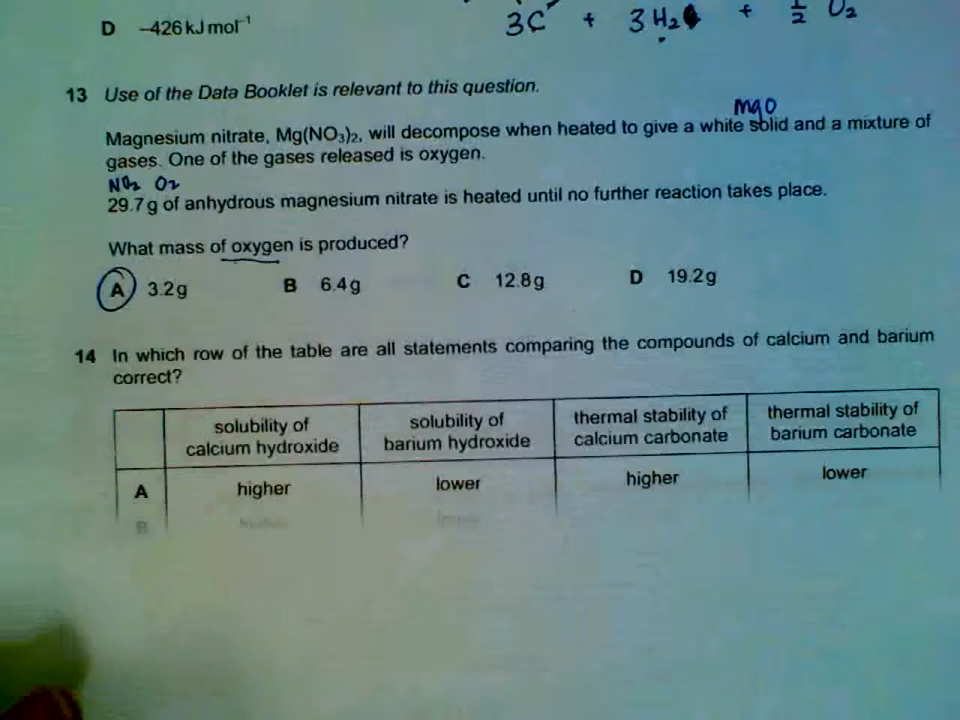 D –426 kJ mol⁻¹
3C + 3H₂ + ½ O₂
13 Use of the Data Booklet is relevant to this question.
MgO
Magnesium nitrate, Mg(NO₃)₂, will decompose when heated to give a white solid and a mixture of
gases. One of the gases released is oxygen.
NO₂ O₂
29.7 g of anhydrous magnesium nitrate is heated until no further reaction takes place.
What mass of oxygen is produced?
A 3.2 g B 6.4 g C 12.8 g D 19.2 g
14 In which row of the table are all statements comparing the compounds of calcium and barium
correct?
solubility of calcium hydroxide solubility of barium hydroxide thermal stability of calcium carbonate thermal stability of barium carbonate
A higher lower higher lower
B